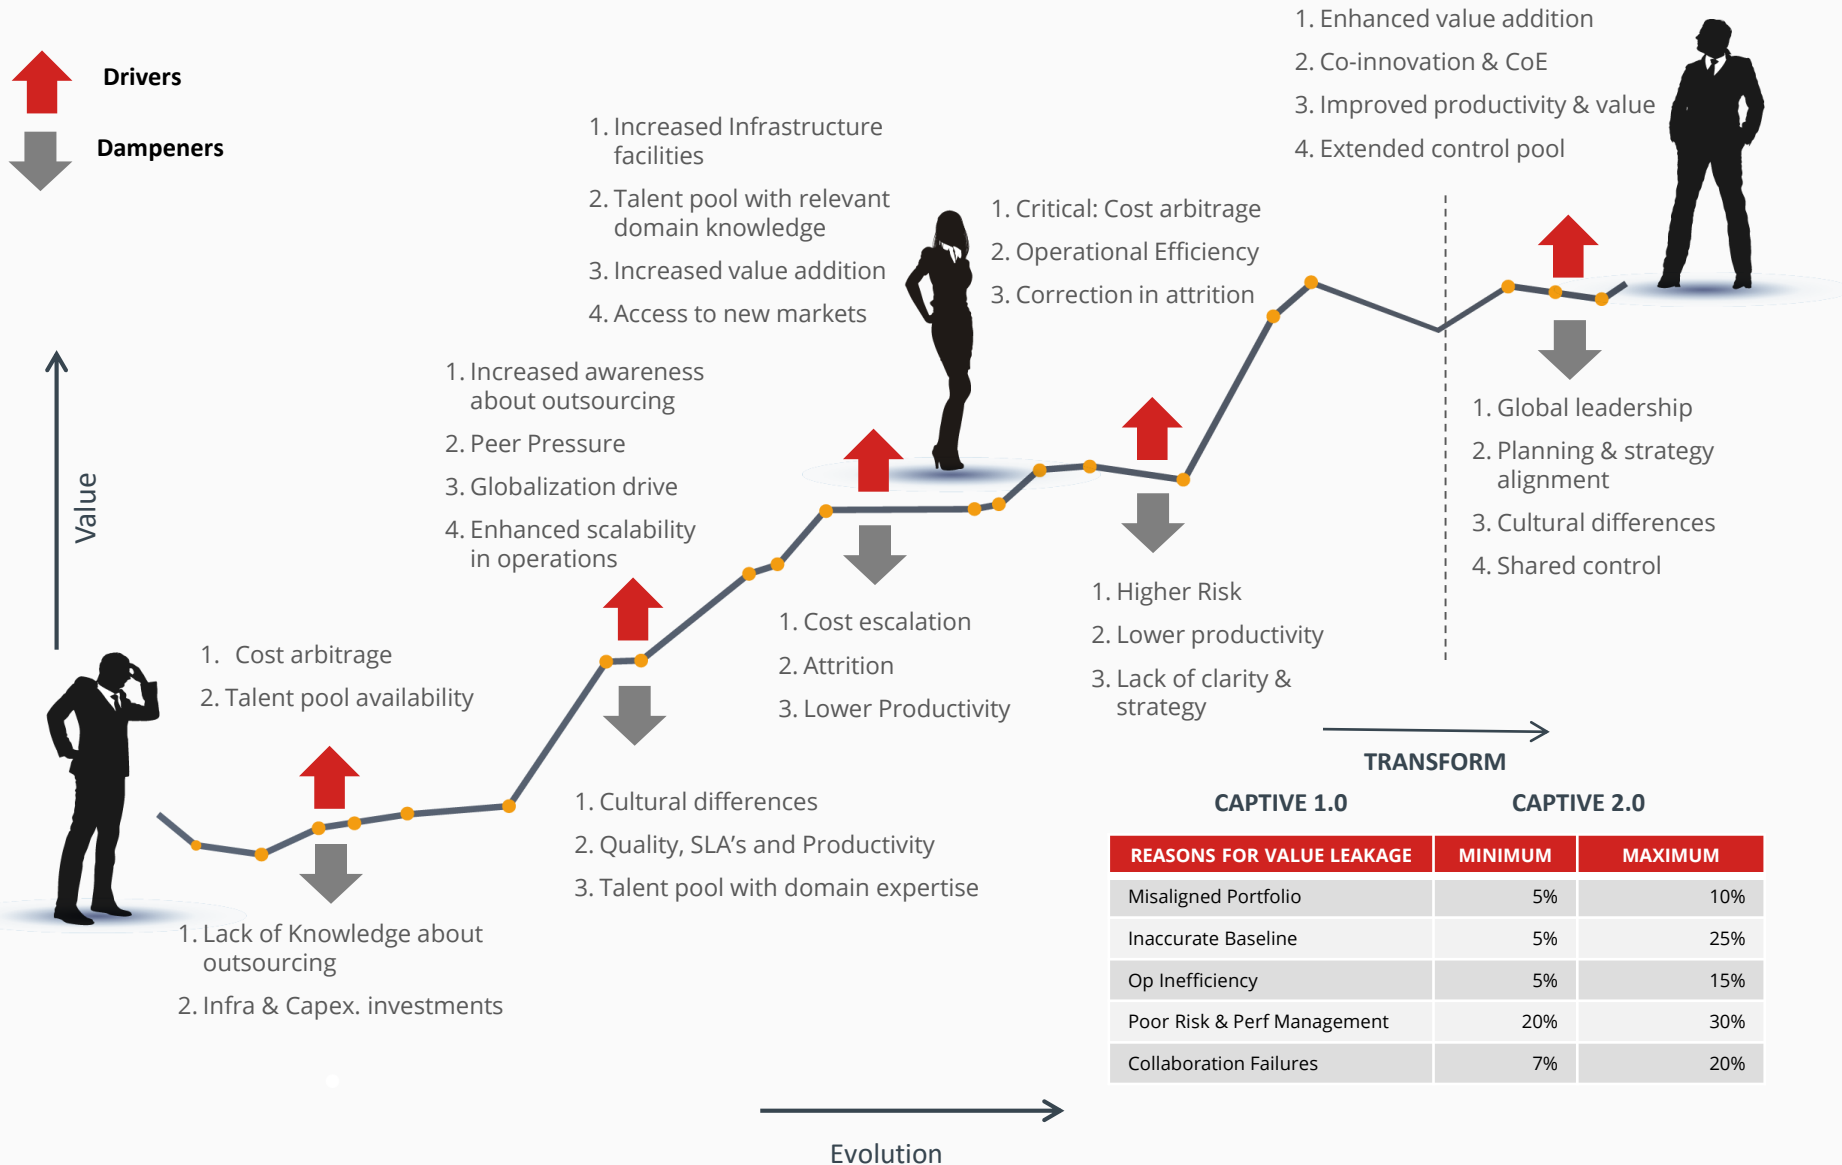 Drivers
Dampeners
1. Enhanced value addition
2. Co-innovation & CoE
3. Improved productivity & value
4. Extended control pool
1. Increased Infrastructure
facilities
2. Talent pool with relevant
domain knowledge
3. Increased value addition
4. Access to new markets
1. Critical: Cost arbitrage
2. Operational Efficiency
3. Correction in attrition
1. Increased awareness
about outsourcing
2. Peer Pressure
3. Globalization drive
4. Enhanced scalability
in operations
1. Global leadership
2. Planning & strategy
alignment
3. Cultural differences
4. Shared control
Value
1. Cost arbitrage
2. Talent pool availability
1. Cost escalation
2. Attrition
3. Lower Productivity
1. Higher Risk
2. Lower productivity
3. Lack of clarity &
strategy
1. Cultural differences
2. Quality, SLA's and Productivity
3. Talent pool with domain expertise
1. Lack of Knowledge about
outsourcing
2. Infra & Capex. investments
TRANSFORM
CAPTIVE 1.0 CAPTIVE 2.0
REASONS FOR VALUE LEAKAGE MINIMUM MAXIMUM
Misaligned Portfolio 5% 10%
Inaccurate Baseline 5% 25%
Op Inefficiency 5% 15%
Poor Risk & Perf Management 20% 30%
Collaboration Failures 7% 20%
Evolution